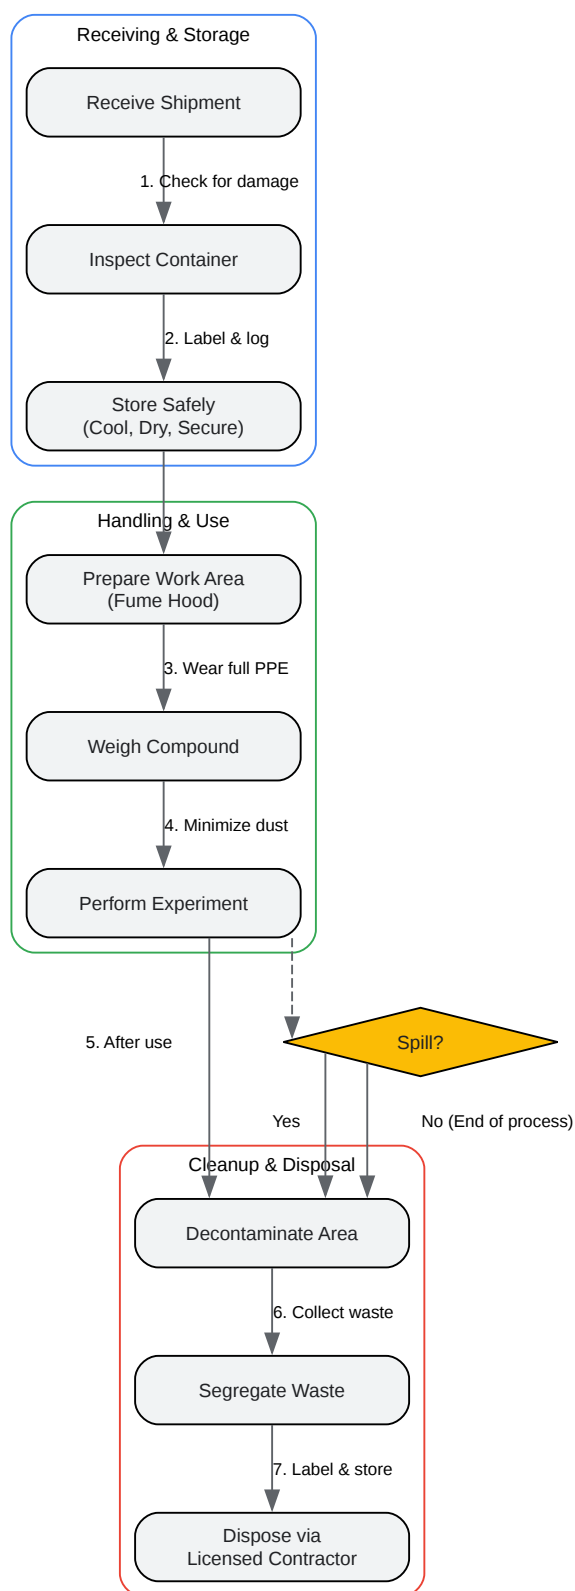 Receiving & Storage
Receive Shipment
1. Check for damage
Inspect Container
2. Label & log
Store Safely
(Cool, Dry, Secure)
Handling & Use
Prepare Work Area
(Fume Hood)
3. Wear full PPE
Weigh Compound
4. Minimize dust
Perform Experiment
5. After use
Spill?
Yes
No (End of process)
Cleanup & Disposal
Decontaminate Area
6. Collect waste
Segregate Waste
7. Label & store
Dispose via
Licensed Contractor